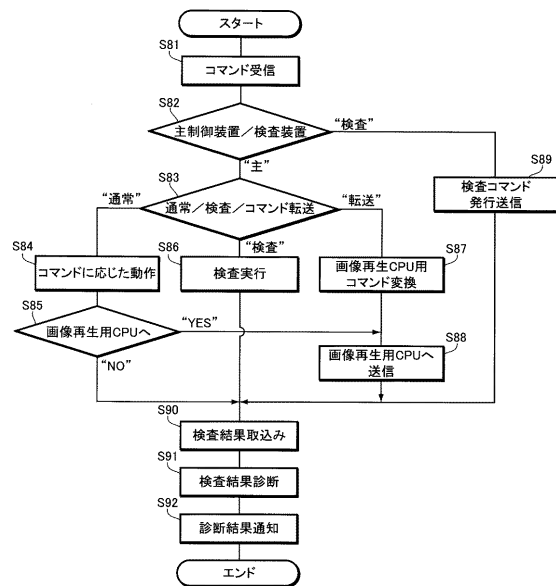 スタート
S81
コマンド受信
S82
主制御装置／検査装置
“検査”
“主”
S89
検査コマンド
発行送信
S83
通常／検査／コマンド転送
“通常”
“転送”
“検査”
S84
コマンドに応じた動作
S86
検査実行
S87
画像再生CPU用
コマンド変換
S85
画像再生用CPUへ
“YES”
“NO”
S88
画像再生用CPUへ
送信
S90
検査結果取込み
S91
検査結果診断
S92
診断結果通知
エンド